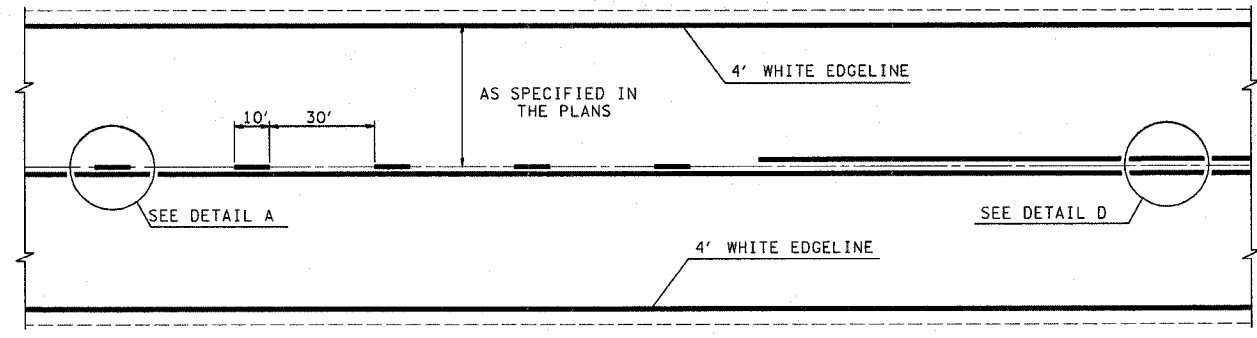 4' WHITE EDGELINE
AS SPECIFIED IN
THE PLANS
10'
30'
SEE DETAIL A
SEE DETAIL D
4' WHITE EDGELINE